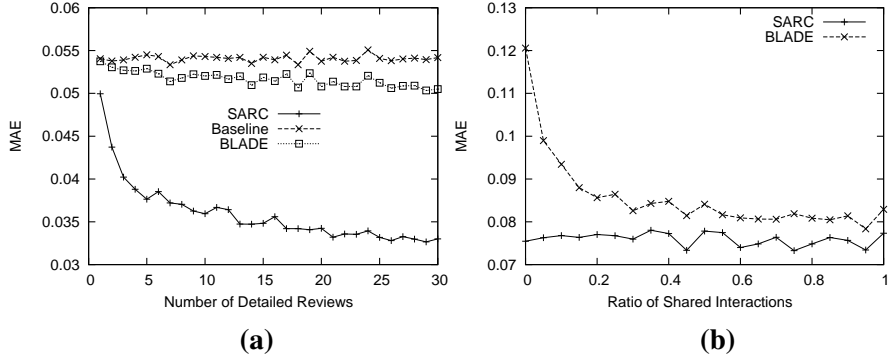 0.06
0.055
0.05
0.045
0.04
0.035
0.03
MAE
0 5 10 15 20 25 30
Number of Detailed Reviews
SARC
Baseline
BLADE
(a)
0.13
0.12
0.11
0.1
0.09
0.08
0.07
MAE
0 0.2 0.4 0.6 0.8 1
Ratio of Shared Interactions
SARC
BLADE
(b)